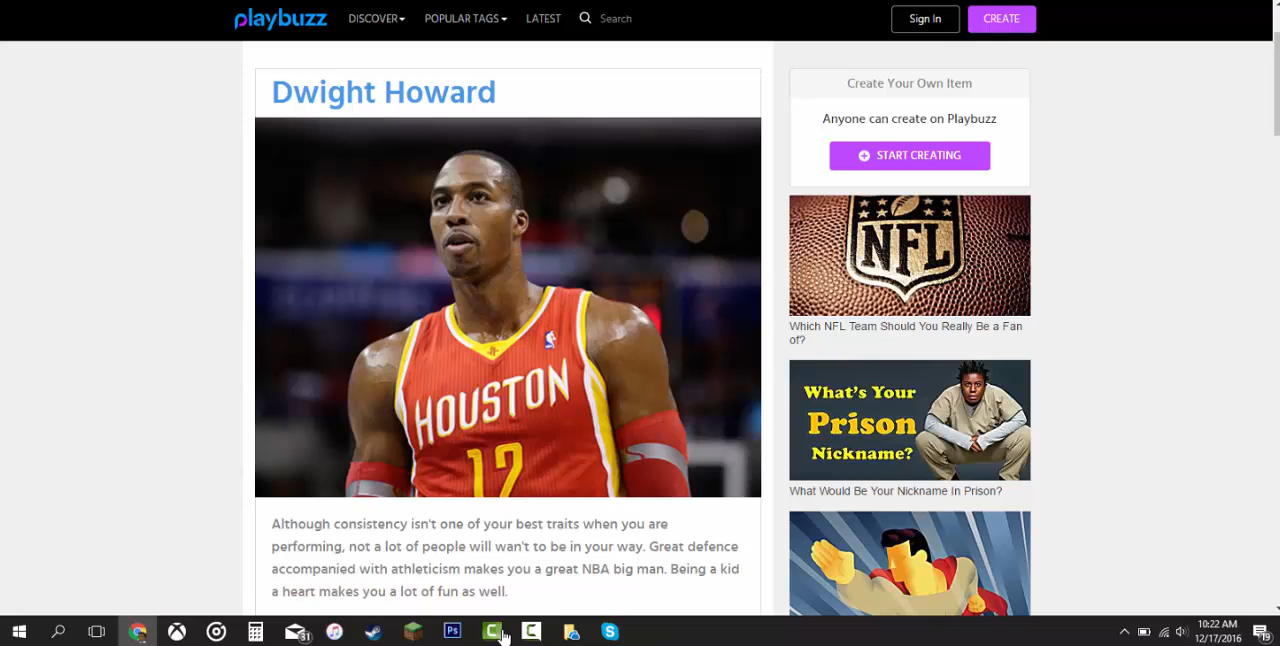 playbuzz
DISCOVER
POPULAR TAGS
LATEST
Search
Sign In
CREATE
Dwight Howard
HOUSTON
12
Although consistency isn't one of your best traits when you are
performing, not a lot of people will wan't to be in your way. Great defence
accompanied with athleticism makes you a great NBA big man. Being a kid
a heart makes you a lot of fun as well.
Create Your Own Item
Anyone can create on Playbuzz
START CREATING
NFL
Which NFL Team Should You Really Be a Fan
of?
What's Your
Prison
Nickname?
What Would Be Your Nickname In Prison?
31
Ps
10:22 AM
12/17/2016
19